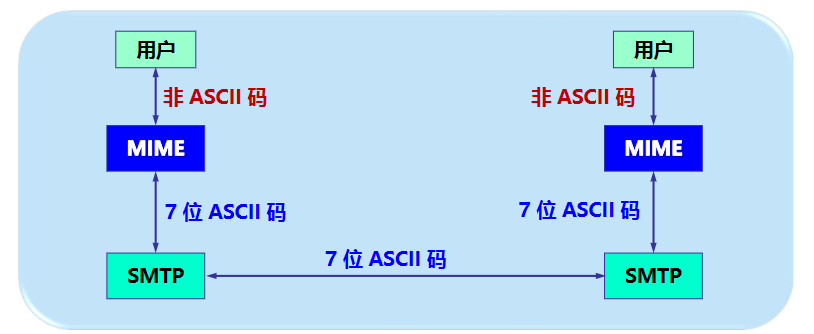 用户 用户
非 ASCII 码 非 ASCII 码
MIME MIME
7 位 ASCII 码 7 位 ASCII 码
7 位 ASCII 码
SMTP SMTP